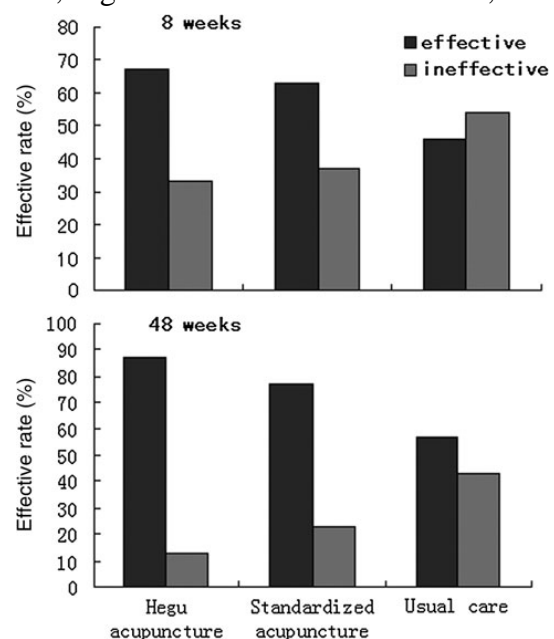 8 weeks
effective
ineffective
Effective rate (%)
80
70
60
50
40
30
20
10
0
48 weeks
Effective rate (%)
100
90
80
70
60
50
40
30
20
10
0
Hegu acupuncture
Standardized acupuncture
Usual care